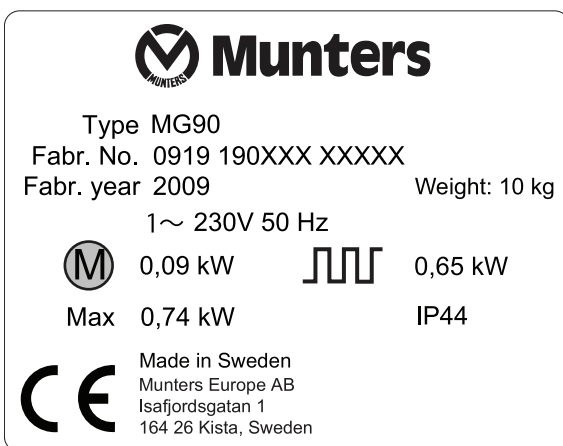 MUNTERS
Munters
Type MG90
Fabr. No. 0919 190XXX XXXXX
Fabr. year 2009 Weight: 10 kg
1~ 230V 50 Hz
M 0,09 kW 0,65 kW
Max 0,74 kW IP44
CE
Made in Sweden
Munters Europe AB
Isafjordsgatan 1
164 26 Kista, Sweden